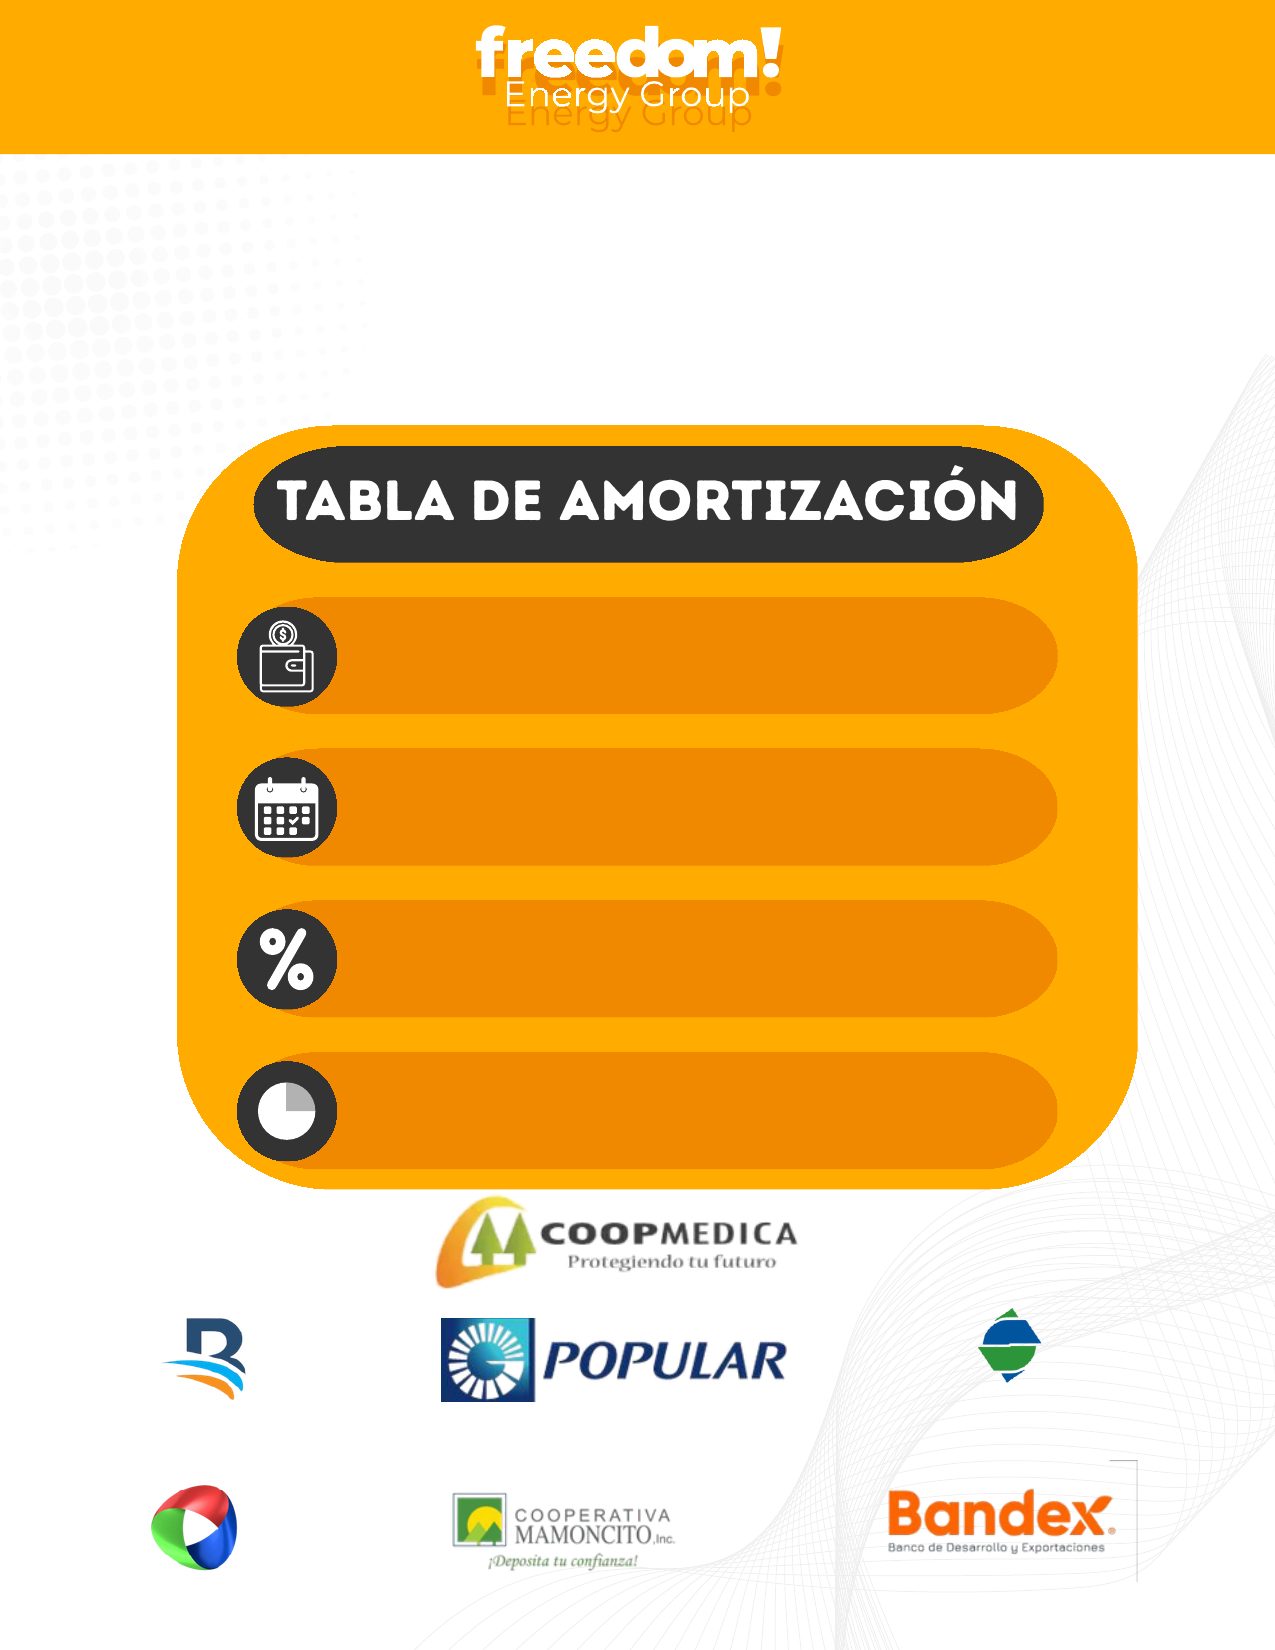 freedom!
Energy Group
TABLA DE AMORTIZACIÓN
$
%
COOPMEDICA
Protegiendo tu futuro
POPULAR
COOPERATIVA
MAMONCITO, Inc.
¡Deposita tu confianza!
Bandex®
Banco de Desarrollo y Exportaciones